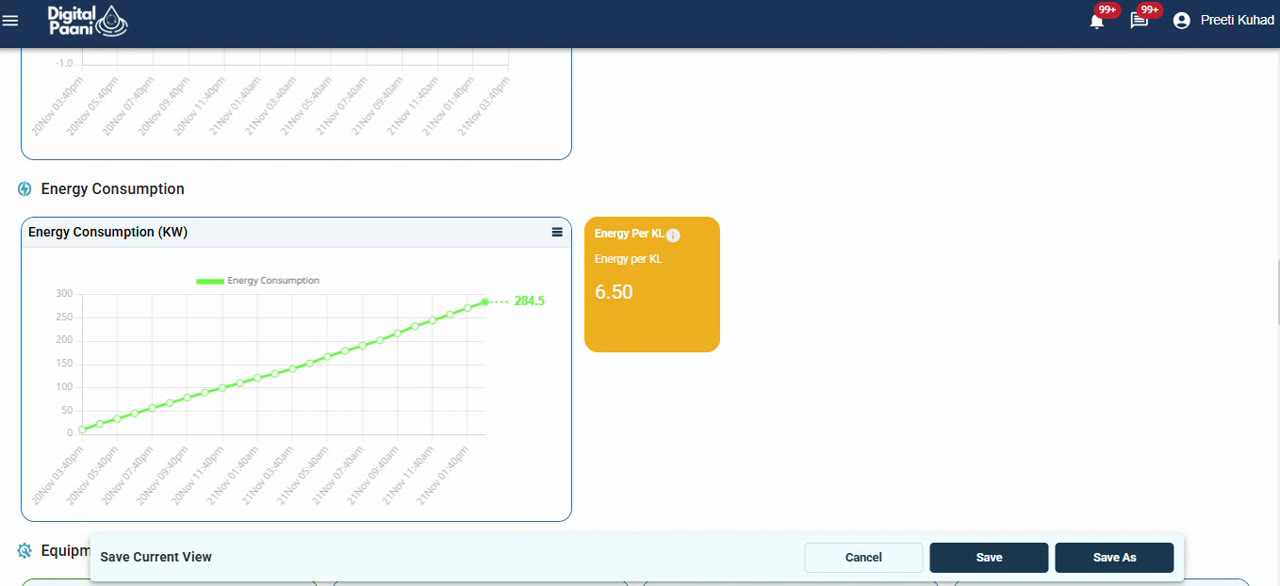 Digital
Paani
99+
99+
Preeti Kuhad
-1.0
20Nov 03:40pm
20Nov 05:40pm
20Nov 07:40pm
20Nov 09:40pm
20Nov 11:40pm
21Nov 01:40am
21Nov 03:40am
21Nov 05:40am
21Nov 07:40am
21Nov 09:40am
21Nov 11:40am
21Nov 01:40pm
21Nov 03:40pm
Energy Consumption
Energy Consumption (KW)
Energy Consumption
300
250
200
150
100
50
0
284.5
20Nov 03:40pm
20Nov 05:40pm
20Nov 07:40pm
20Nov 09:40pm
20Nov 11:40pm
21Nov 01:40am
21Nov 03:40am
21Nov 05:40am
21Nov 07:40am
21Nov 09:40am
21Nov 11:40am
21Nov 01:40pm
Energy Per KL
Energy per KL
6.50
Equipm
Save Current View
Cancel
Save
Save As